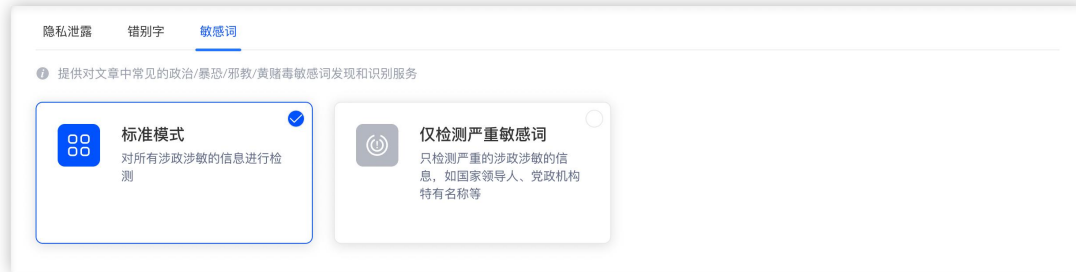 隐私泄露 错别字 敏感词
提供对文章中常见的政治/暴恐/邪教/黄赌毒敏感词发现和识别服务
标准模式
对所有涉政涉敏的信息进行检
测
仅检测严重敏感词
只检测严重的涉政涉敏的信
息，如国家领导人、党政机构
特有名称等